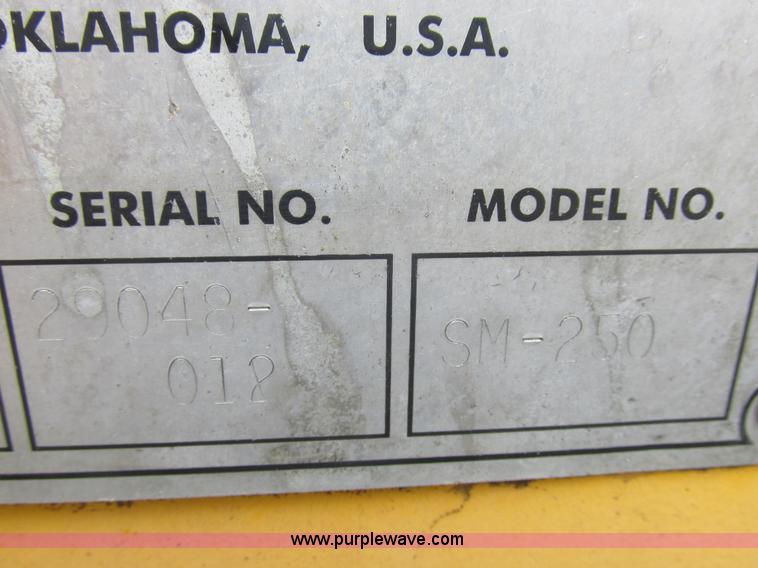 OKLAHOMA, U.S.A.
SERIAL NO. MODEL NO.
29048- SM-250
012
www.purplewave.com